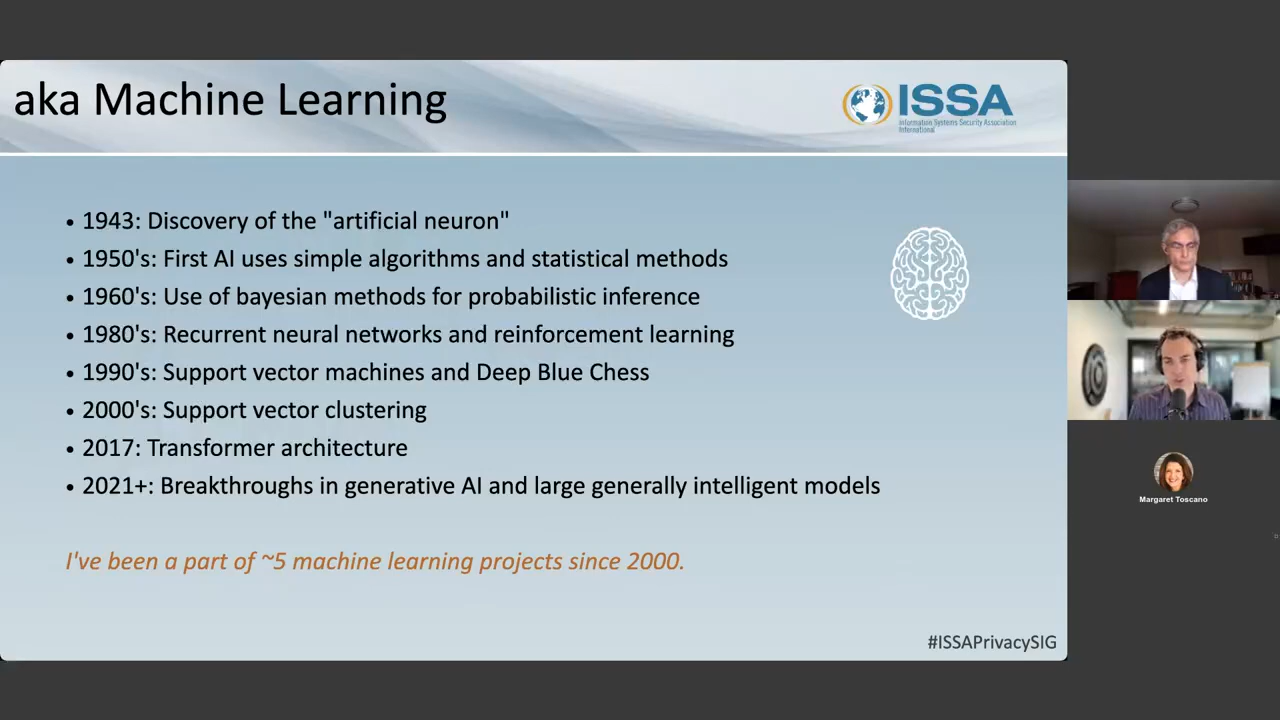 aka Machine Learning
ISSA
Information Systems Security Association
International
• 1943: Discovery of the "artificial neuron"
• 1950's: First AI uses simple algorithms and statistical methods
• 1960's: Use of bayesian methods for probabilistic inference
• 1980's: Recurrent neural networks and reinforcement learning
• 1990's: Support vector machines and Deep Blue Chess
• 2000's: Support vector clustering
• 2017: Transformer architecture
• 2021+: Breakthroughs in generative AI and large generally intelligent models
I've been a part of ~5 machine learning projects since 2000.
#ISSAPrivacySIG
Margaret Toscano